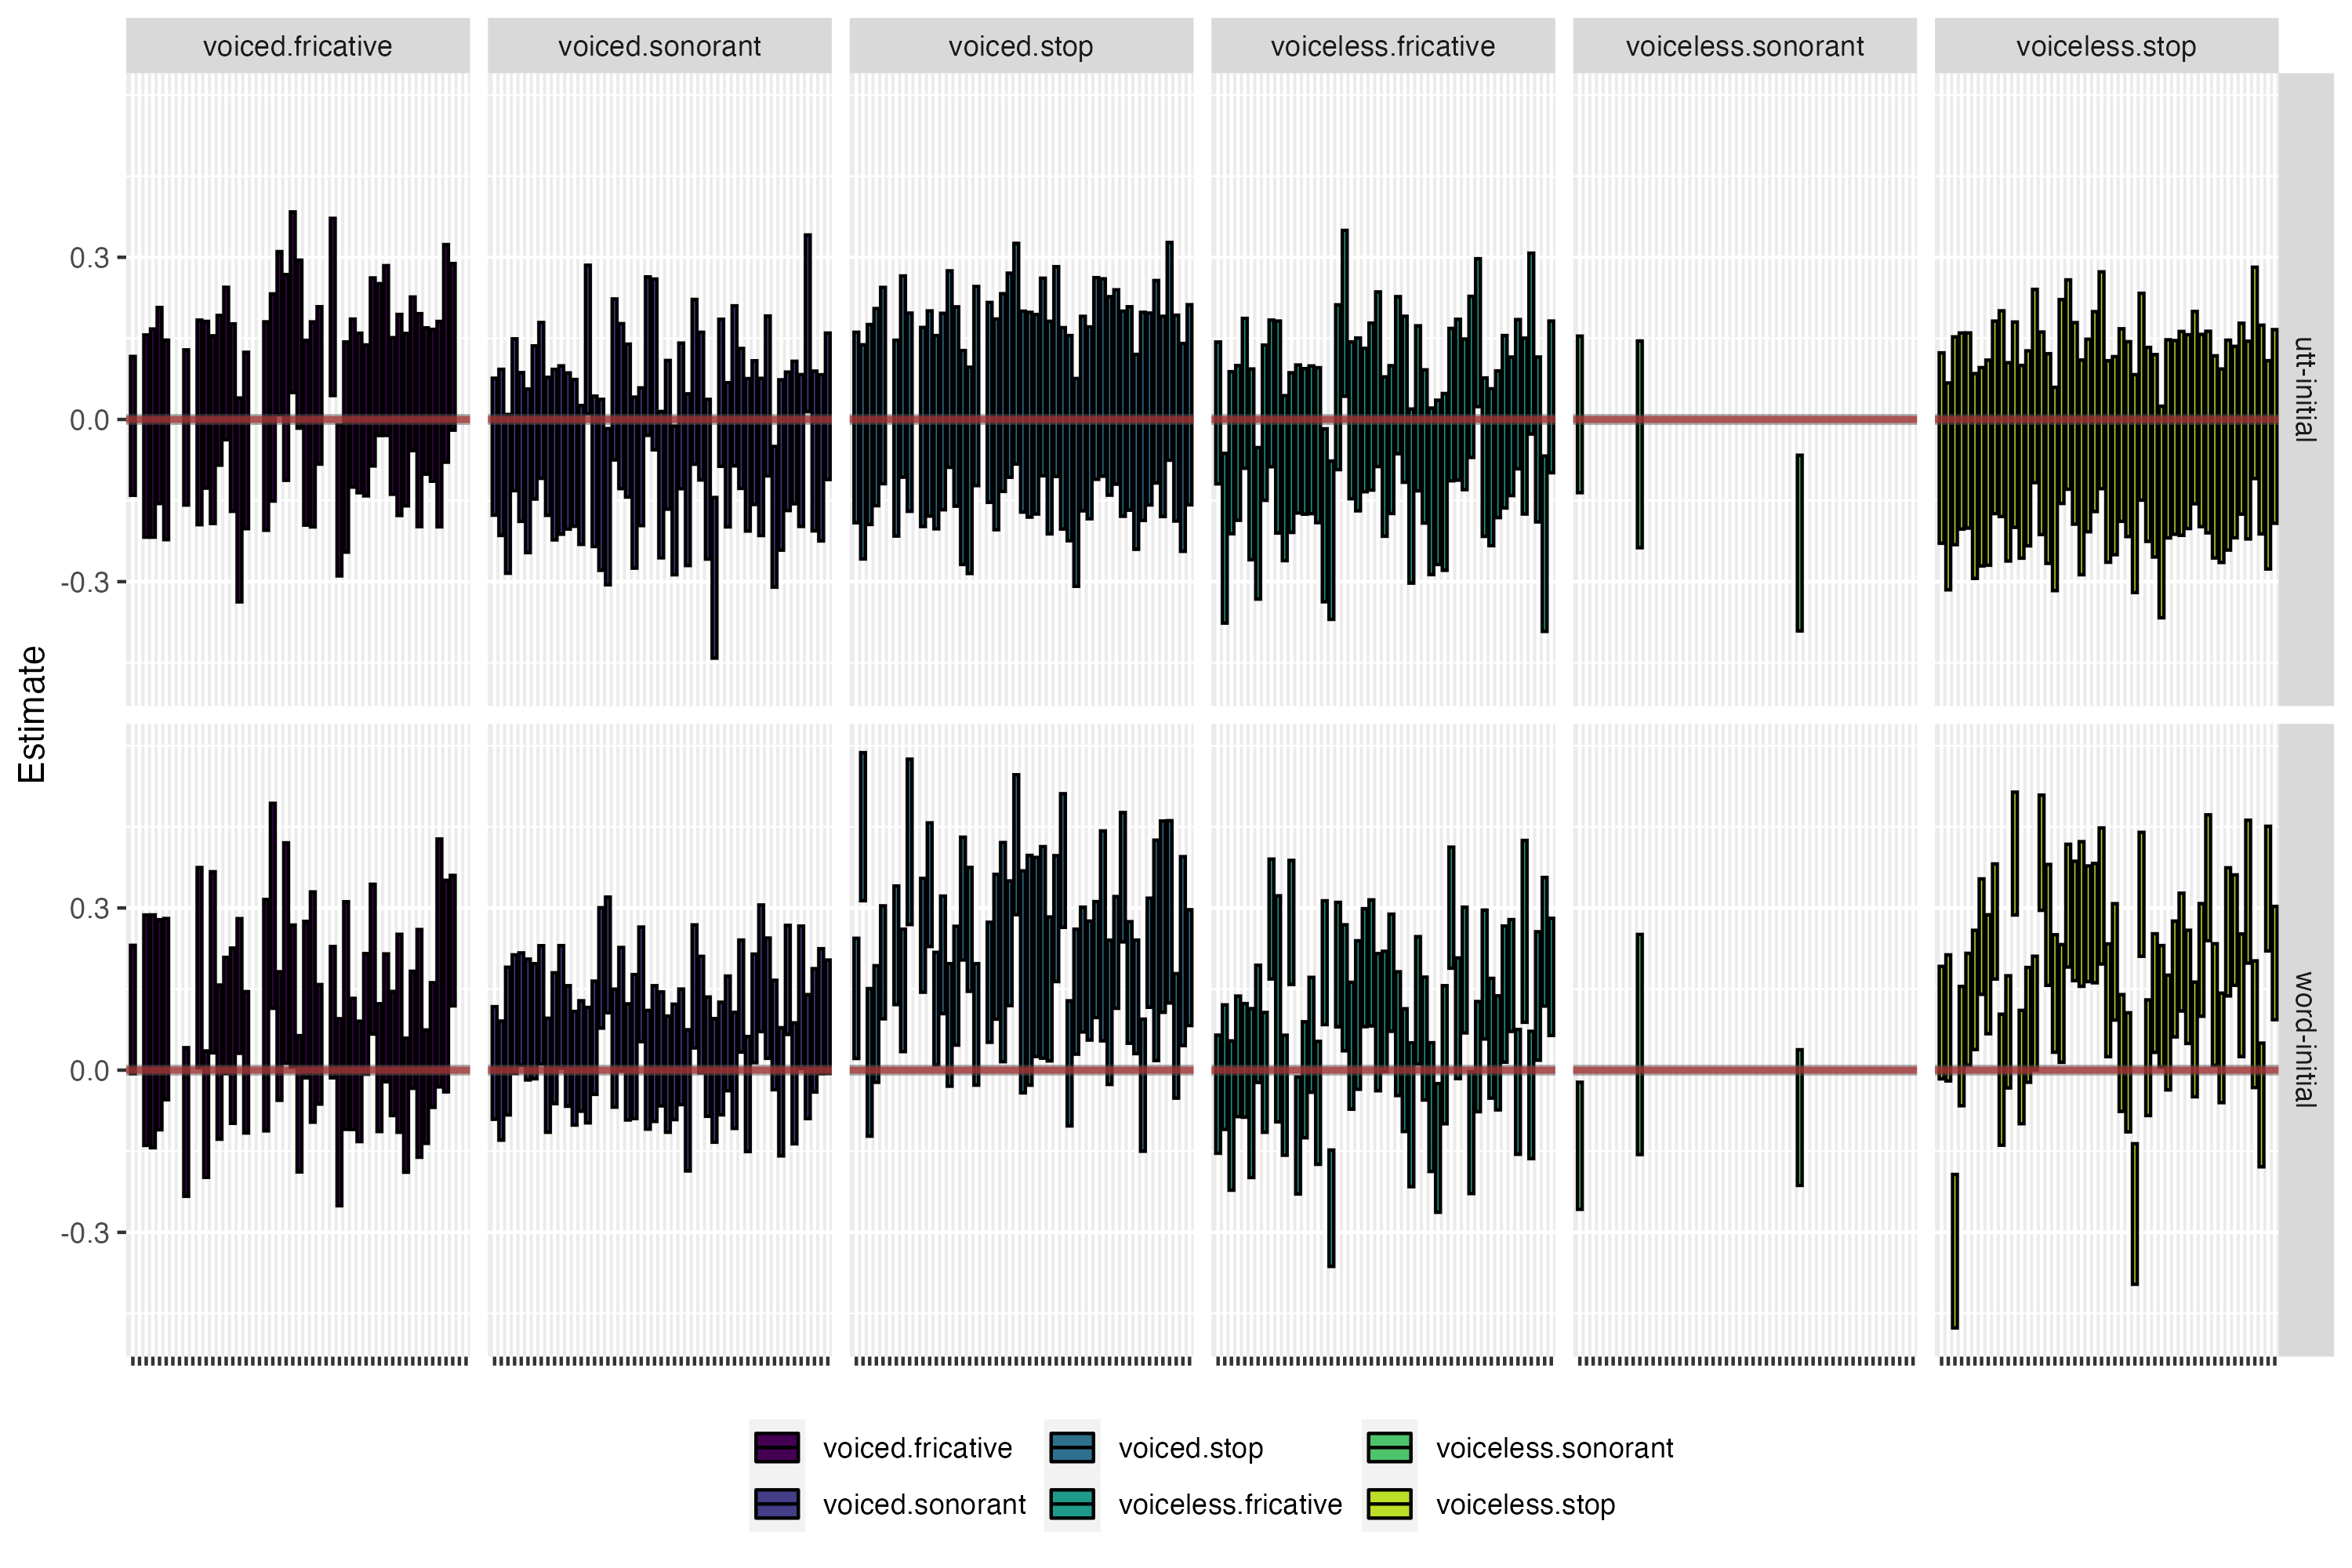 voiced.fricative voiced.sonorant voiced.stop voiceless.fricative voiceless.sonorant voiceless.stop
Estimate
0.3
0.0
-0.3
utt-initial
0.3
0.0
-0.3
word-initial
voiced.fricative voiced.stop voiceless.sonorant
voiced.sonorant voiceless.fricative voiceless.stop